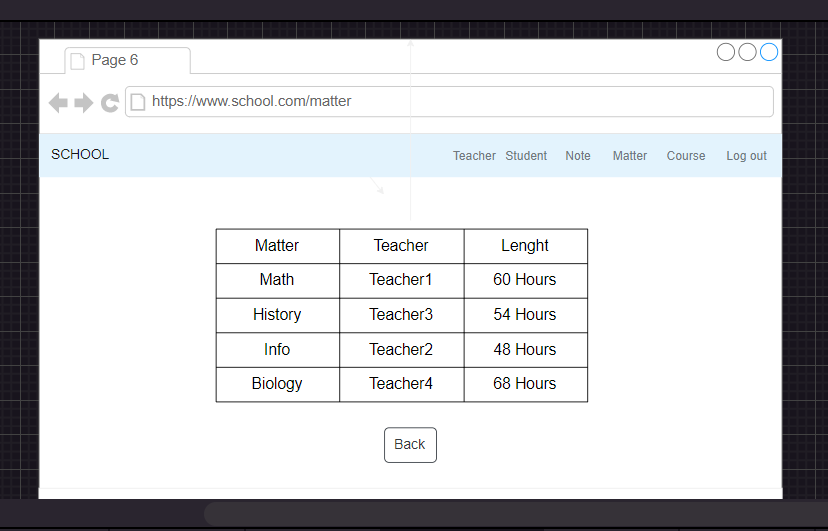 Page 6
https://www.school.com/matter
SCHOOL Teacher Student Note Matter Course Log out
Matter Teacher Lenght
Math Teacher1 60 Hours
History Teacher3 54 Hours
Info Teacher2 48 Hours
Biology Teacher4 68 Hours
Back